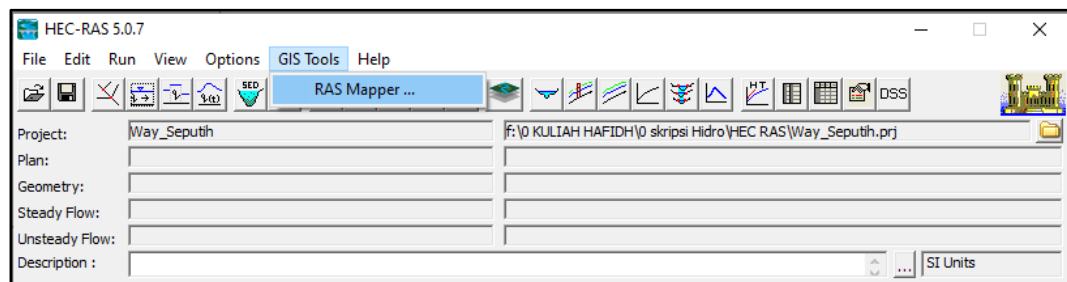 HEC-RAS 5.0.7
File Edit Run View Options GIS Tools Help
RAS Mapper ...
SED HT DSS
Project: Way_Seputih f:\0 KULIAH HAFIDH\0 skripsi Hidro\HEC RAS\Way_Seputih.prj
Plan:
Geometry:
Steady Flow:
Unsteady Flow:
Description : ... SI Units